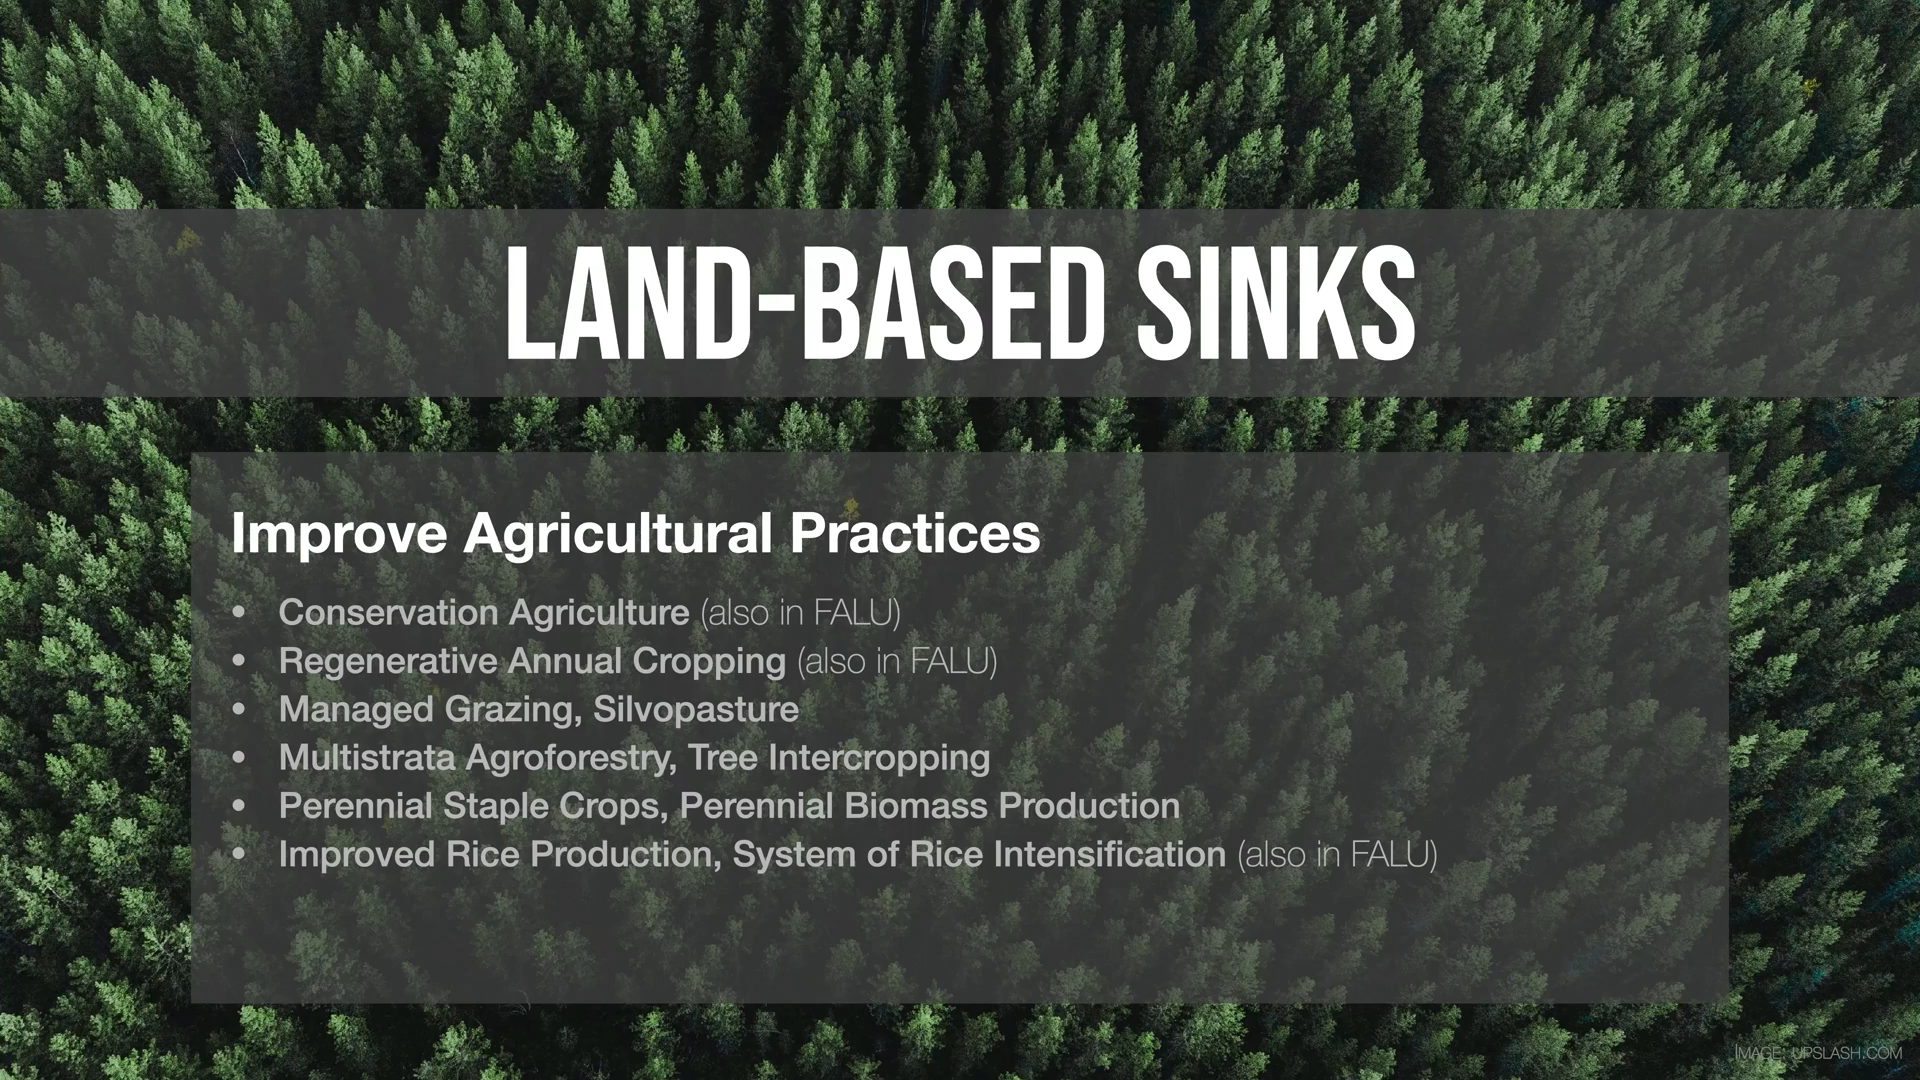 LAND-BASED SINKS
Improve Agricultural Practices
• Conservation Agriculture (also in FALU)
• Regenerative Annual Cropping (also in FALU)
• Managed Grazing, Silvopasture
• Multistrata Agroforestry, Tree Intercropping
• Perennial Staple Crops, Perennial Biomass Production
• Improved Rice Production, System of Rice Intensification (also in FALU)
IMAGE: UPSLASH.COM